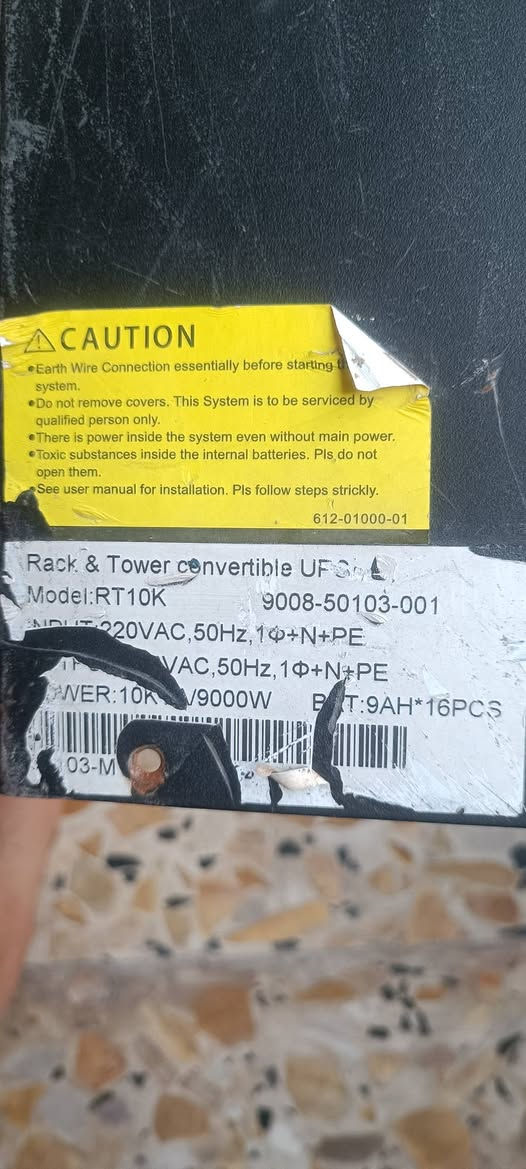 CAUTION
•Earth Wire Connection essentially before starting
system.
•Do not remove covers. This System is to be serviced by
qualified person only.
•There is power inside the system even without main power.
•Toxic substances inside the internal batteries. Pls do not
open them.
•See user manual for installation. Pls follow steps strickly.
612-01000-01
Rack & Tower convertible
Model:RT10K 9008-50103-001
220VAC,50Hz,1Φ+N+PE
VAC,50Hz,1Φ+N+PE
/9000W 9AH*16PCS